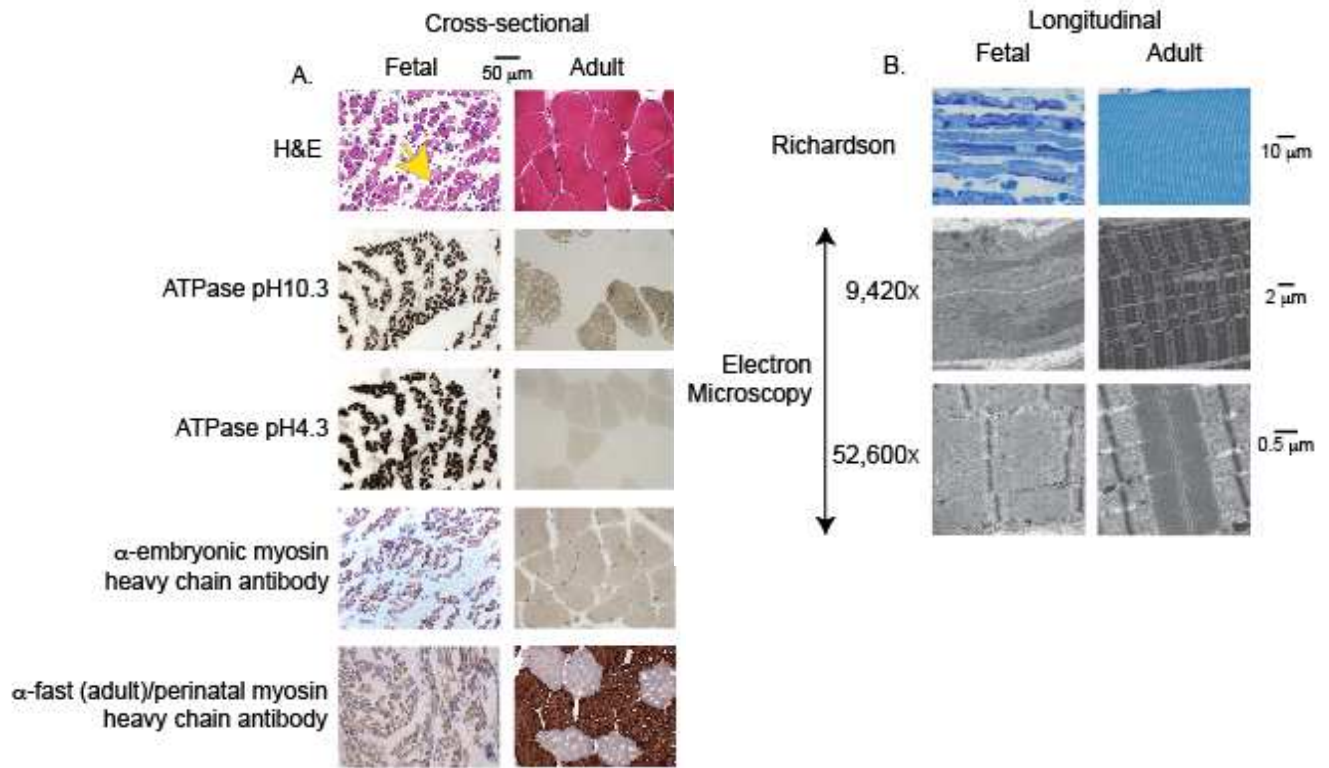 Cross-sectional
A.
Fetal
50 μm
Adult
H&E
ATPase pH10.3
ATPase pH4.3
α-embryonic myosin
heavy chain antibody
α-fast (adult)/perinatal myosin
heavy chain antibody
Longitudinal
B.
Fetal
Adult
Richardson
10 μm
Electron
Microscopy
9,420x
2 μm
52,600x
0.5 μm